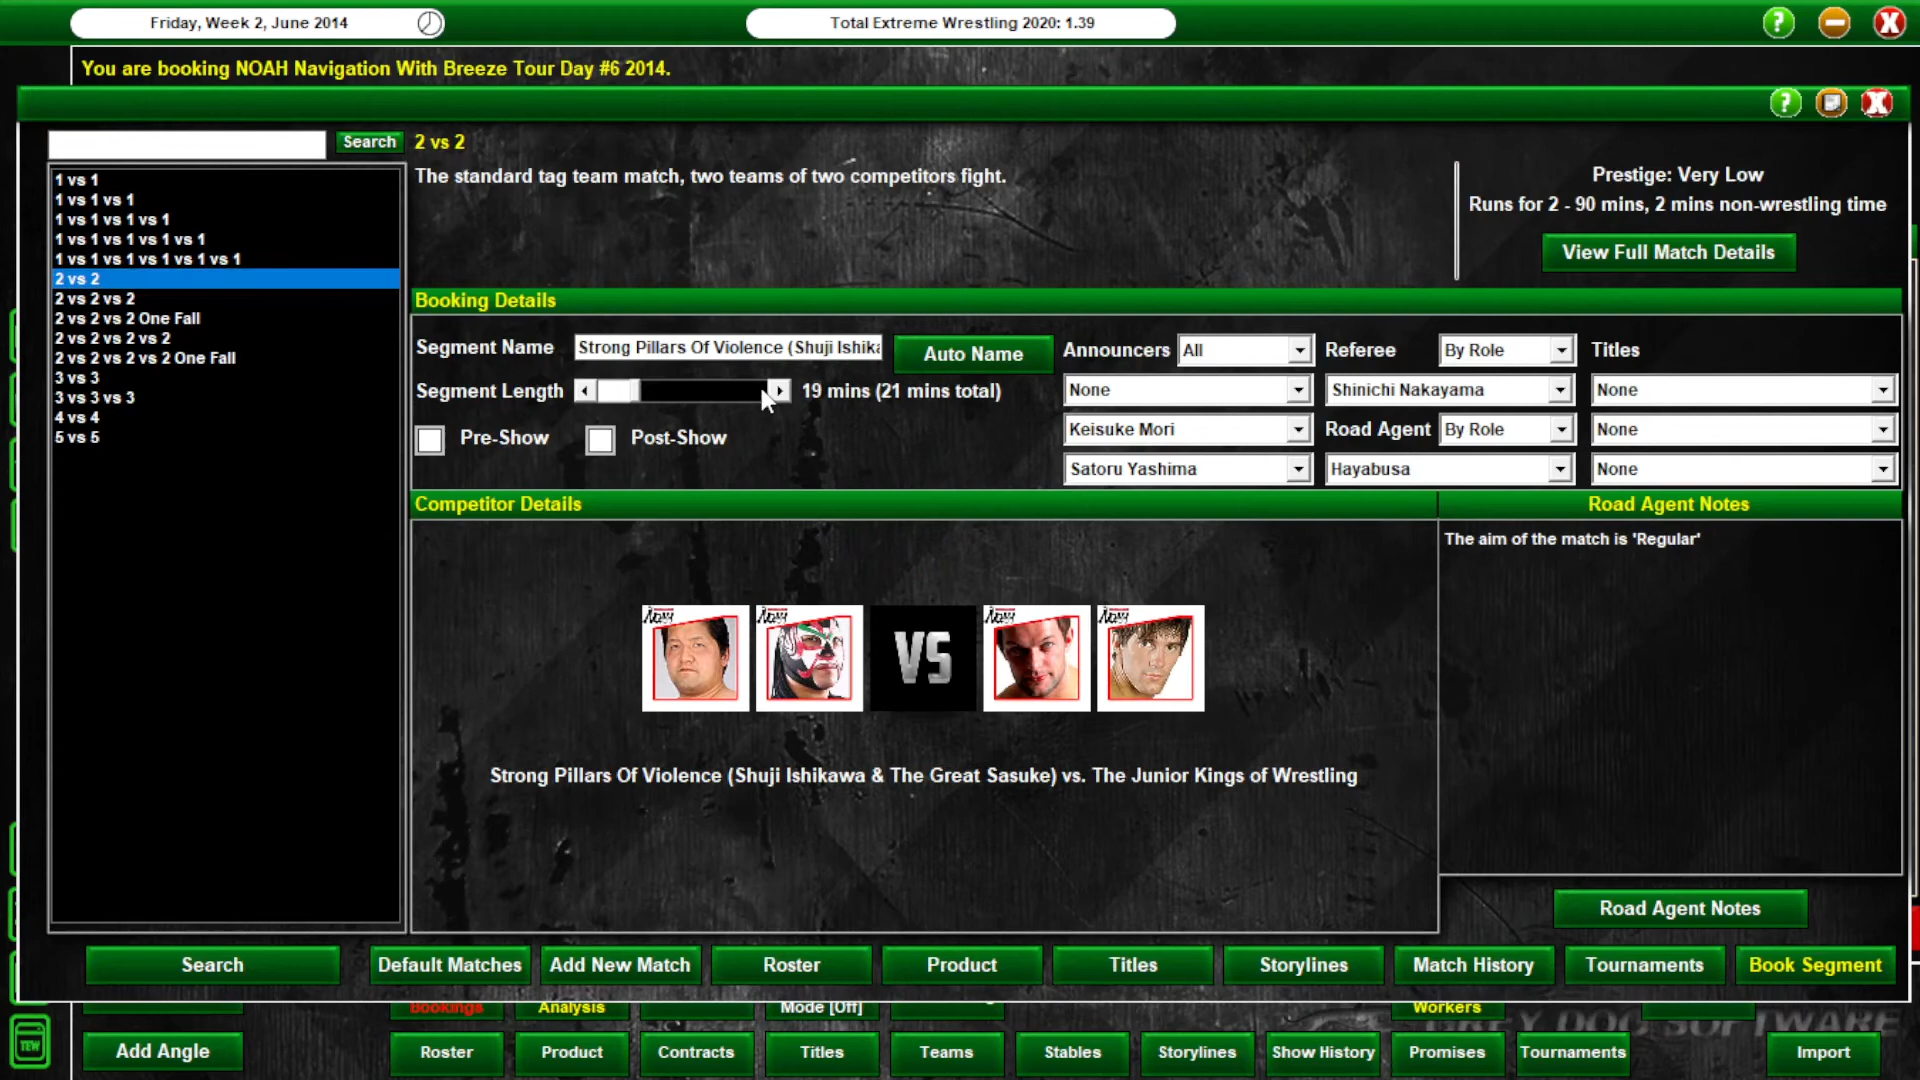 Friday, Week 2, June 2014
Total Extreme Wrestling 2020: 1.39
You are booking NOAH Navigation With Breeze Tour Day #6 2014.
Search
2 vs 2
The standard tag team match, two teams of two competitors fight.
Prestige: Very Low
Runs for 2 - 90 mins, 2 mins non-wrestling time
View Full Match Details
1 vs 1
1 vs 1 vs 1
1 vs 1 vs 1 vs 1
1 vs 1 vs 1 vs 1 vs 1
1 vs 1 vs 1 vs 1 vs 1 vs 1
2 vs 2
2 vs 2 vs 2
2 vs 2 vs 2 One Fall
2 vs 2 vs 2 vs 2
2 vs 2 vs 2 vs 2 One Fall
3 vs 3
3 vs 3 vs 3
4 vs 4
5 vs 5
Booking Details
Segment Name
Strong Pillars Of Violence (Shuji Ishika
Auto Name
Segment Length
19 mins (21 mins total)
Pre-Show
Post-Show
Announcers
All
None
Keisuke Mori
Satoru Yashima
Referee
By Role
Shinichi Nakayama
Road Agent
By Role
Hayabusa
Titles
None
None
None
Competitor Details
Road Agent Notes
The aim of the match is 'Regular'
VS
Strong Pillars Of Violence (Shuji Ishikawa & The Great Sasuke) vs. The Junior Kings of Wrestling
Road Agent Notes
Search
Default Matches
Add New Match
Roster
Product
Titles
Storylines
Match History
Tournaments
Book Segment
Bookings
Analysis
Mode [Off]
Workers
GREY DOG SOFTWARE
TEW
Add Angle
Roster
Product
Contracts
Titles
Teams
Stables
Storylines
Show History
Promises
Tournaments
Import